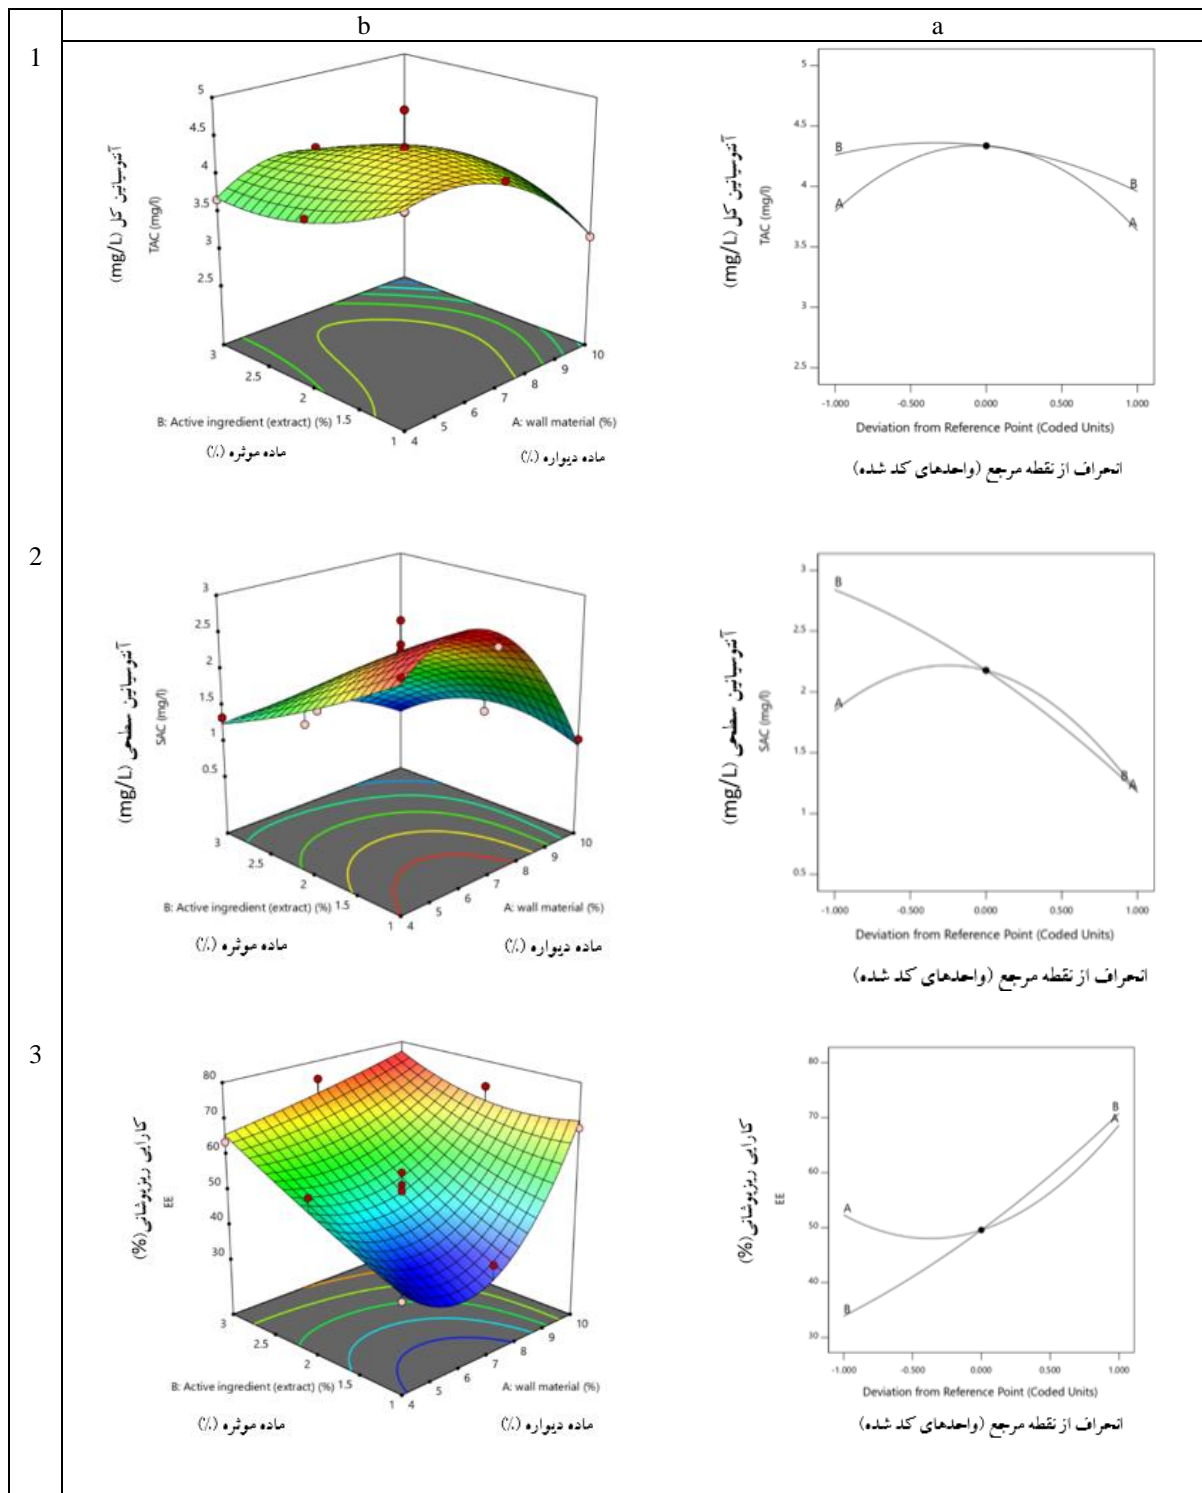 b a
1
5
4.5
4
3.5
3
2.5
آنتوسیانین کل (mg/L)
TAC (mg/l)
3
2.5
2
1.5
1
4
5
6
7
8
9
10
B: Active ingredient (extract) (%)
A: wall material (%)
ماده موثره (٪)
ماده دیواره (٪)
5
4.5
4
3.5
3
2.5
آنتوسیانین کل (mg/L)
TAC (mg/l)
B
A
B
A
-1.000 -0.500 0.000 0.500 1.000
Deviation from Reference Point (Coded Units)
انحراف از نقطه مرجع (واحدهای کد شده)
2
3
2.5
2
1.5
1
0.5
آنتوسیانین سطحی (mg/L)
SAC (mg/l)
3
2.5
2
1.5
1
4
5
6
7
8
9
10
B: Active ingredient (extract) (%)
A: wall material (%)
ماده موثره (٪)
ماده دیواره (٪)
3
2.5
2
1.5
1
0.5
آنتوسیانین سطحی (mg/L)
SAC (mg/l)
B
A
B
A
-1.000 -0.500 0.000 0.500 1.000
Deviation from Reference Point (Coded Units)
انحراف از نقطه مرجع (واحدهای کد شده)
3
80
70
60
50
40
30
کارایی ریزپوشانی(%)
EE
3
2.5
2
1.5
1
4
5
6
7
8
9
10
B: Active ingredient (extract) (%)
A: wall material (%)
ماده موثره (٪)
ماده دیواره (٪)
80
70
60
50
40
30
کارایی ریزپوشانی(%)
EE
A
B
B
A
-1.000 -0.500 0.000 0.500 1.000
Deviation from Reference Point (Coded Units)
انحراف از نقطه مرجع (واحدهای کد شده)